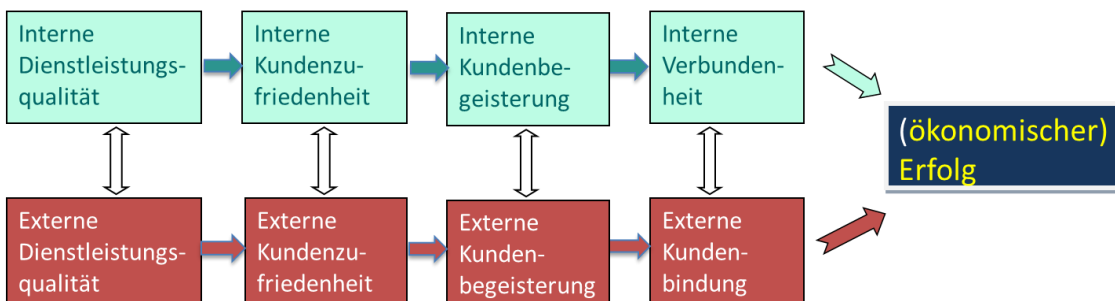 Interne
Dienstleistungs-
qualität
Interne
Kundenzu-
friedenheit
Interne
Kundenbe-
geisterung
Interne
Verbunden-
heit
(ökonomischer)
Erfolg
Externe
Dienstleistungs-
qualität
Externe
Kundenzu-
friedenheit
Externe
Kunden-
begeisterung
Externe
Kunden-
bindung